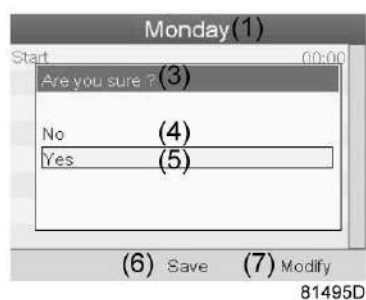 Monday(1)
Start 00:00
Are you sure ?(3)
No (4)
Yes (5)
(6) Save (7) Modify
81495D